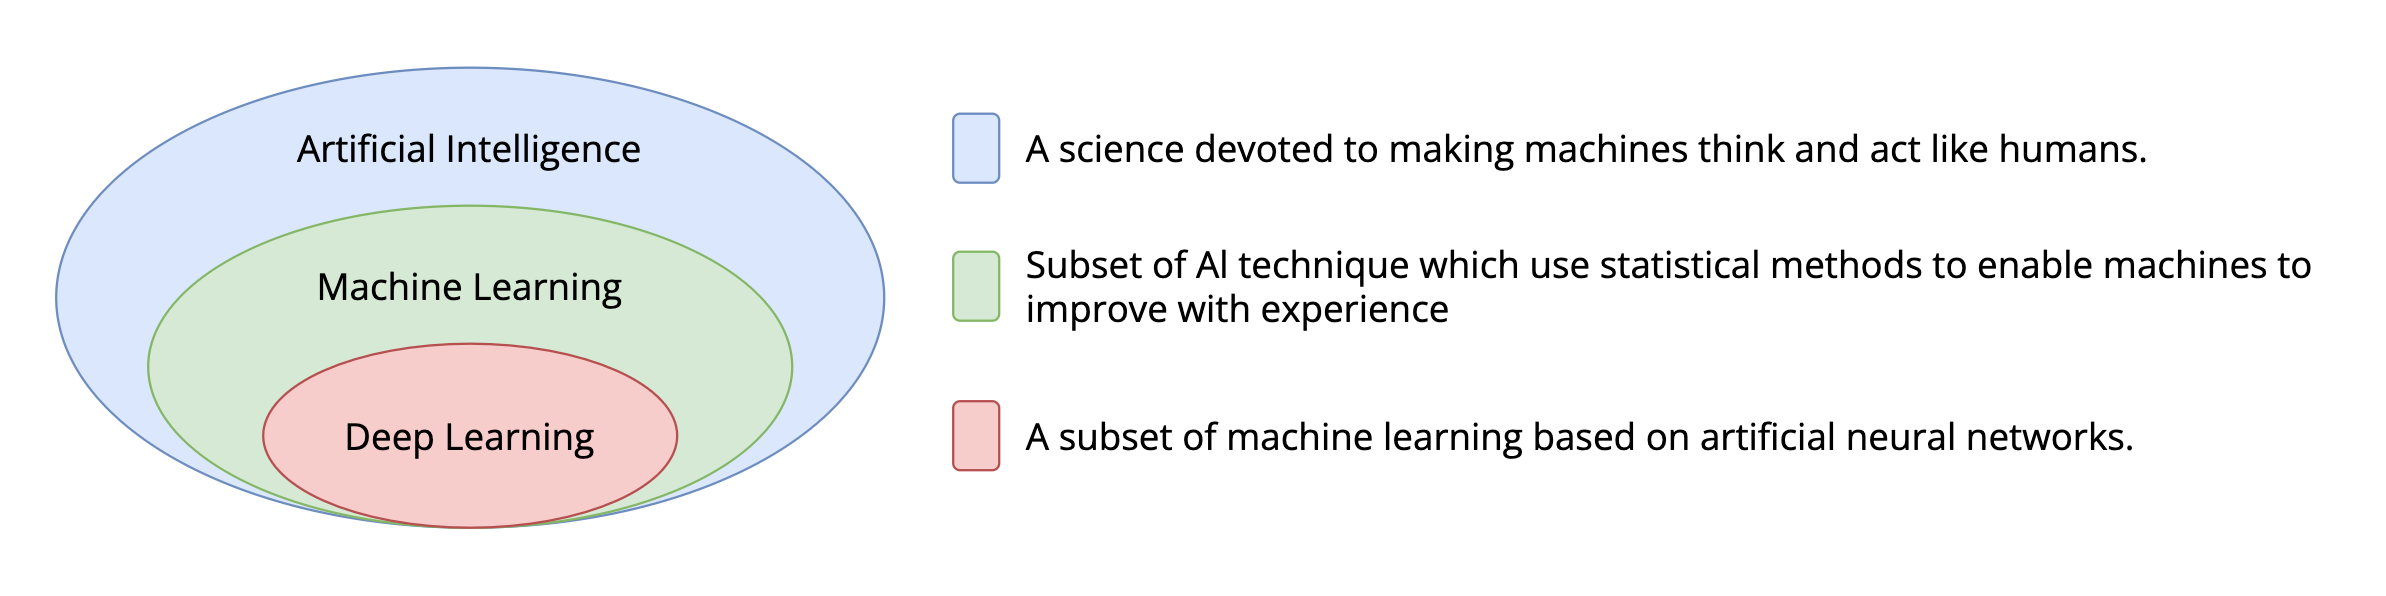 Artificial Intelligence
A science devoted to making machines think and act like humans.
Machine Learning
Subset of AI technique which use statistical methods to enable machines to
improve with experience
Deep Learning
A subset of machine learning based on artificial neural networks.